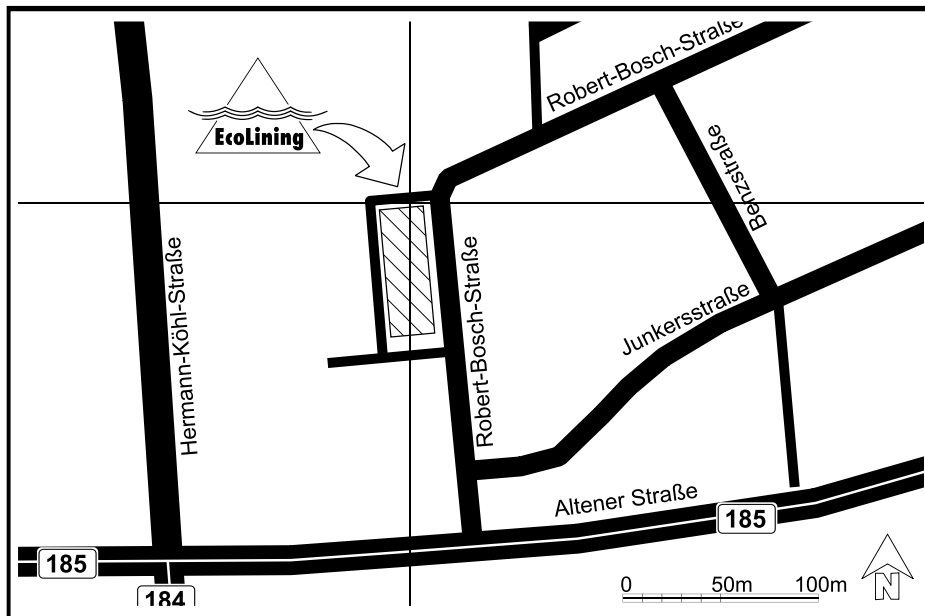 Robert-Bosch-Straße
EcoLining
Benzstraße
Hermann-Köhl-Straße
Robert-Bosch-Straße
Junkersstraße
Altener Straße
185
185
184
0 50m 100m
N